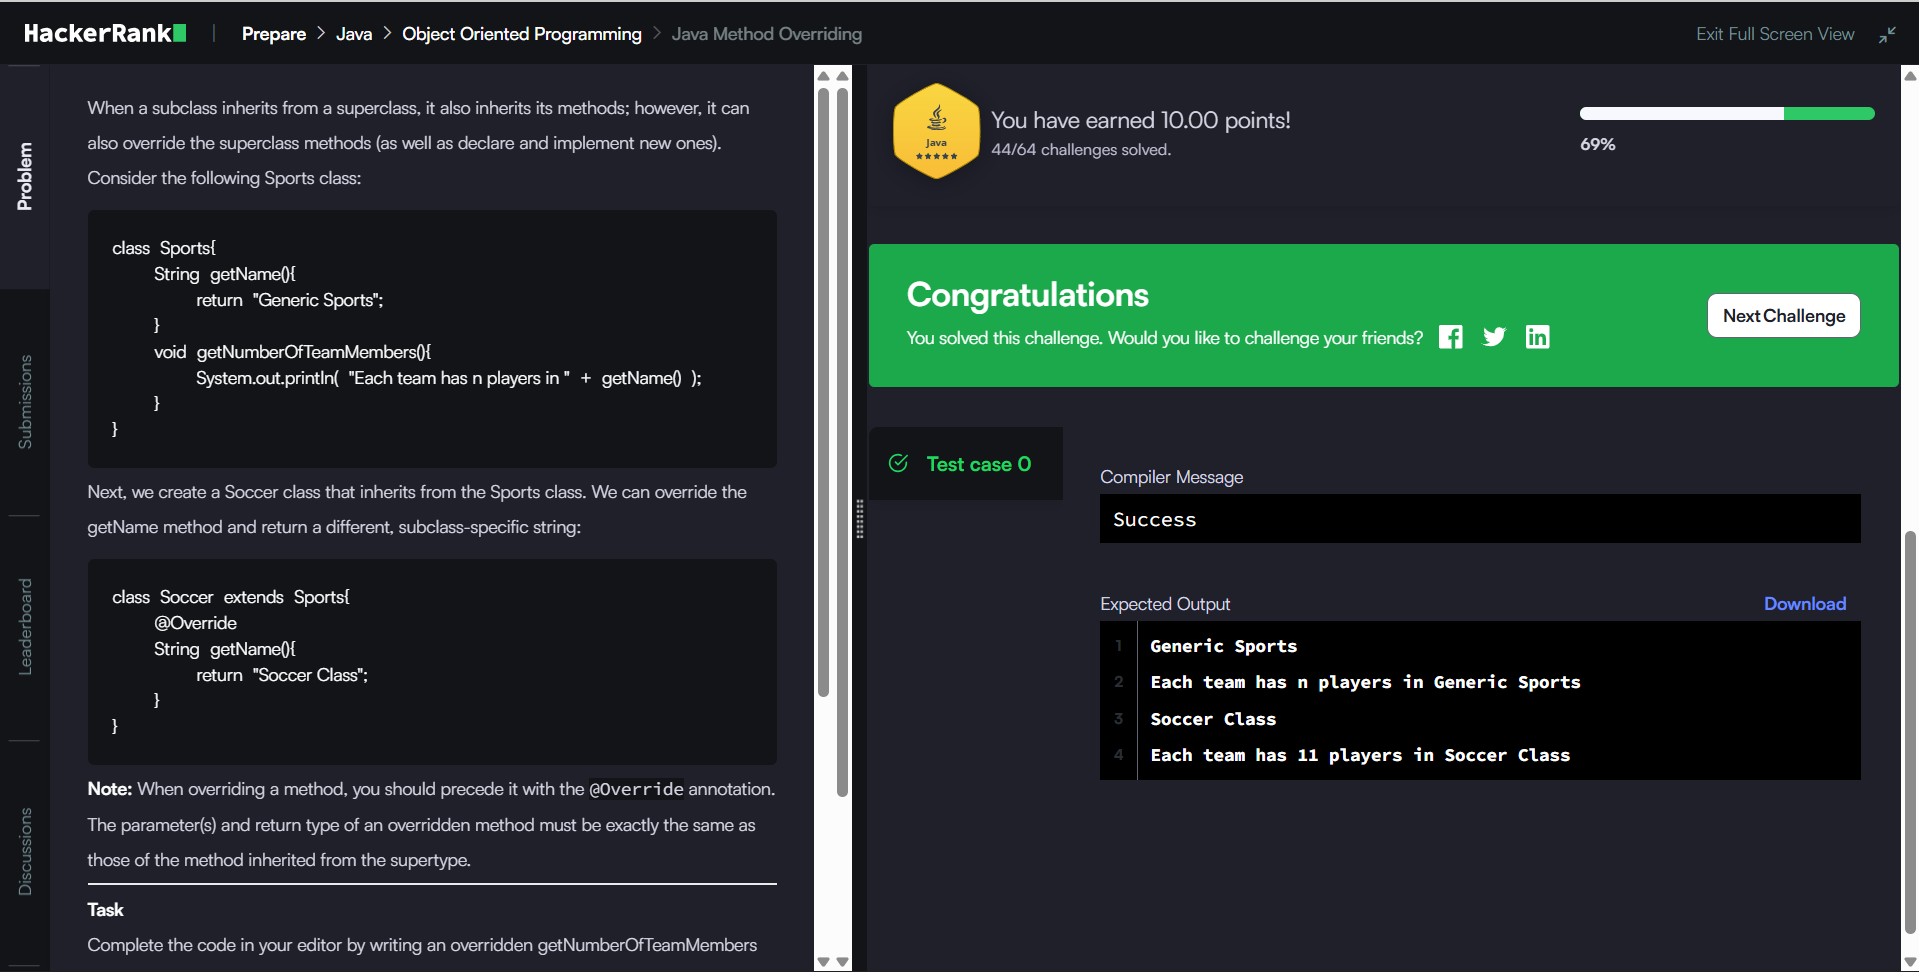 HackerRank
Prepare > Java > Object Oriented Programming > Java Method Overriding
Exit Full Screen View
Problem
Submissions
Leaderboard
Discussions
When a subclass inherits from a superclass, it also inherits its methods; however, it can
also override the superclass methods (as well as declare and implement new ones).
Consider the following Sports class:
class Sports{
String getName(){
return "Generic Sports";
}
void getNumberOfTeamMembers(){
System.out.println( "Each team has n players in " + getName() );
}
}
Next, we create a Soccer class that inherits from the Sports class. We can override the
getName method and return a different, subclass-specific string:
class Soccer extends Sports{
@Override
String getName(){
return "Soccer Class";
}
}
Note: When overriding a method, you should precede it with the @Override annotation.
The parameter(s) and return type of an overridden method must be exactly the same as
those of the method inherited from the supertype.
Task
Complete the code in your editor by writing an overridden getNumberOfTeamMembers
Java
You have earned 10.00 points!
44/64 challenges solved.
69%
Congratulations
You solved this challenge. Would you like to challenge your friends?
Next Challenge
Test case 0
Compiler Message
Success
Expected Output
Download
1 Generic Sports
2 Each team has n players in Generic Sports
3 Soccer Class
4 Each team has 11 players in Soccer Class